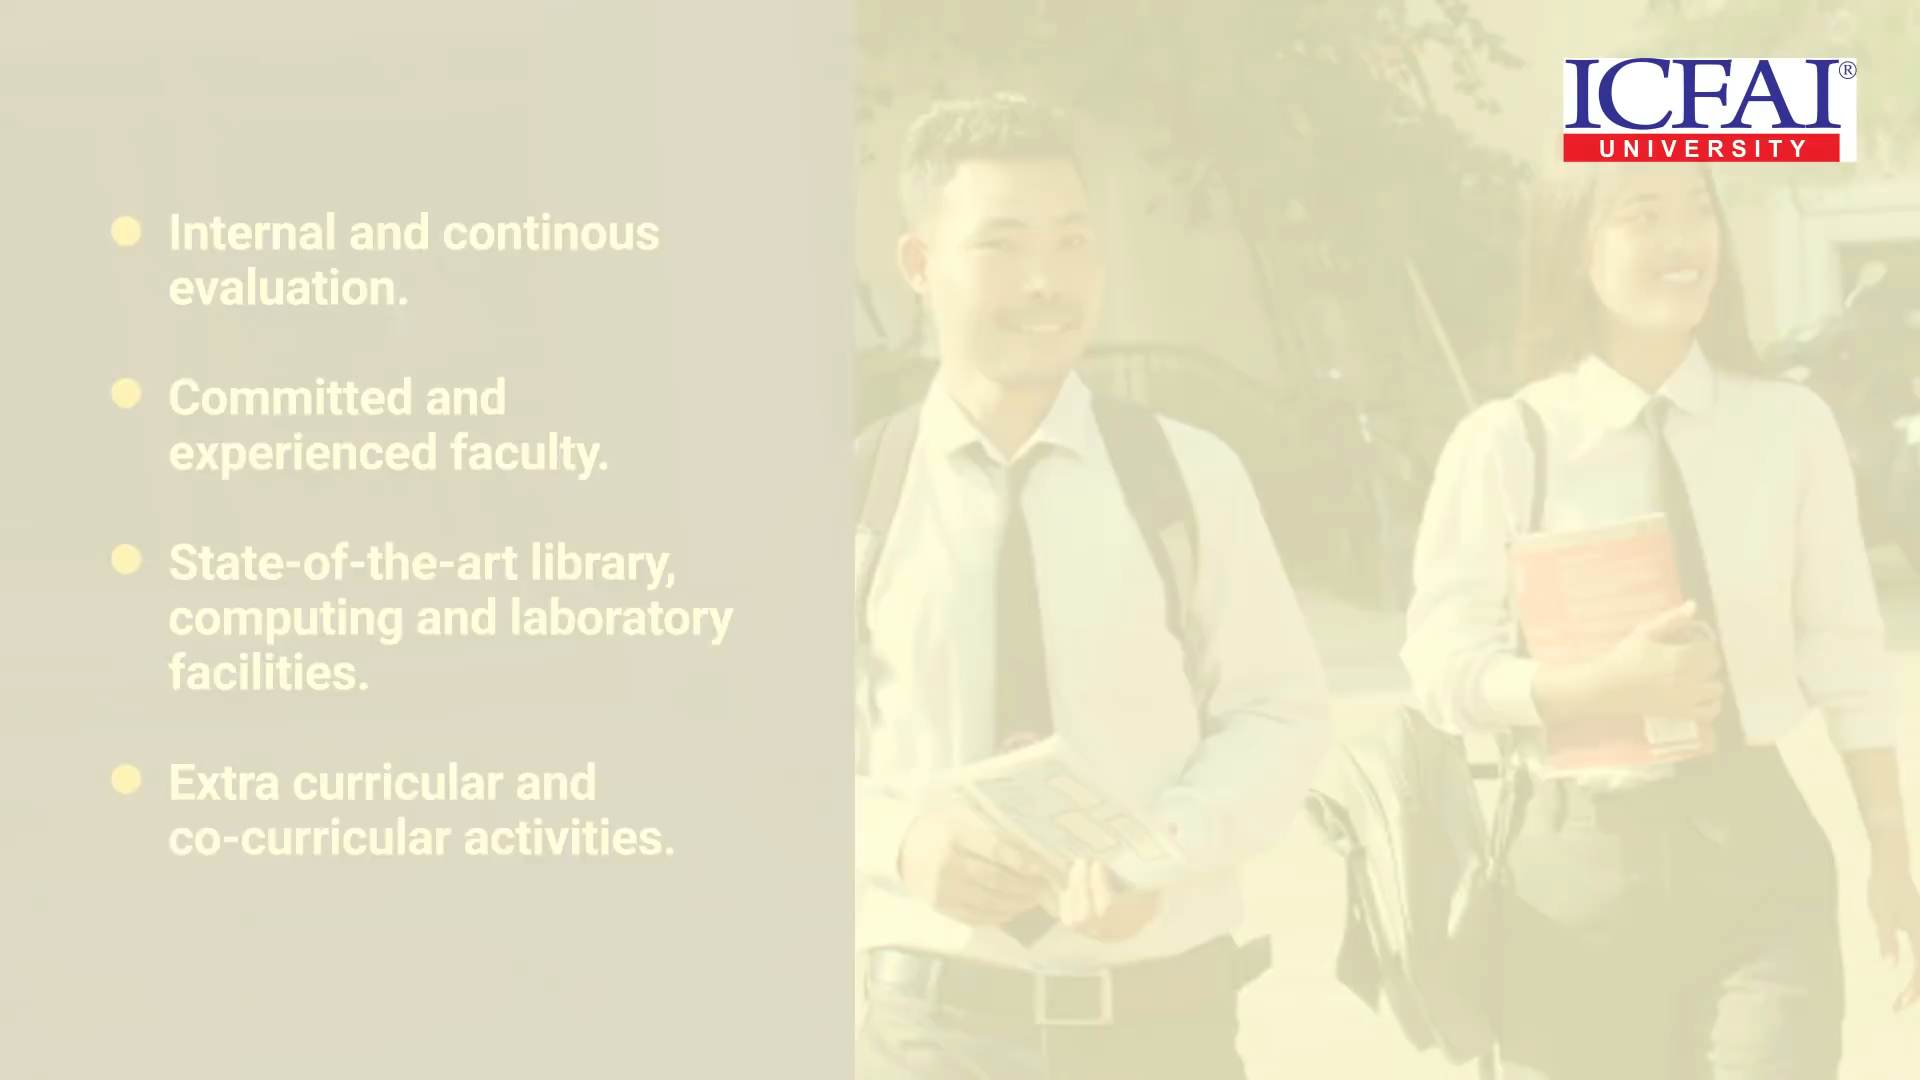 ICFAI®
UNIVERSITY
Internal and continous
evaluation.
Committed and
experienced faculty.
State-of-the-art library,
computing and laboratory
facilities.
Extra curricular and
co-curricular activities.